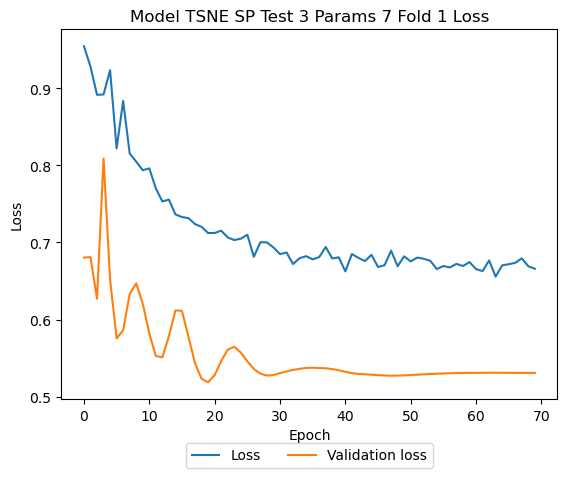 Model TSNE SP Test 3 Params 7 Fold 1 Loss
0.9
0.8
0.7
0.6
0.5
Loss
0 10 20 30 40 50 60 70
Epoch
Loss Validation loss